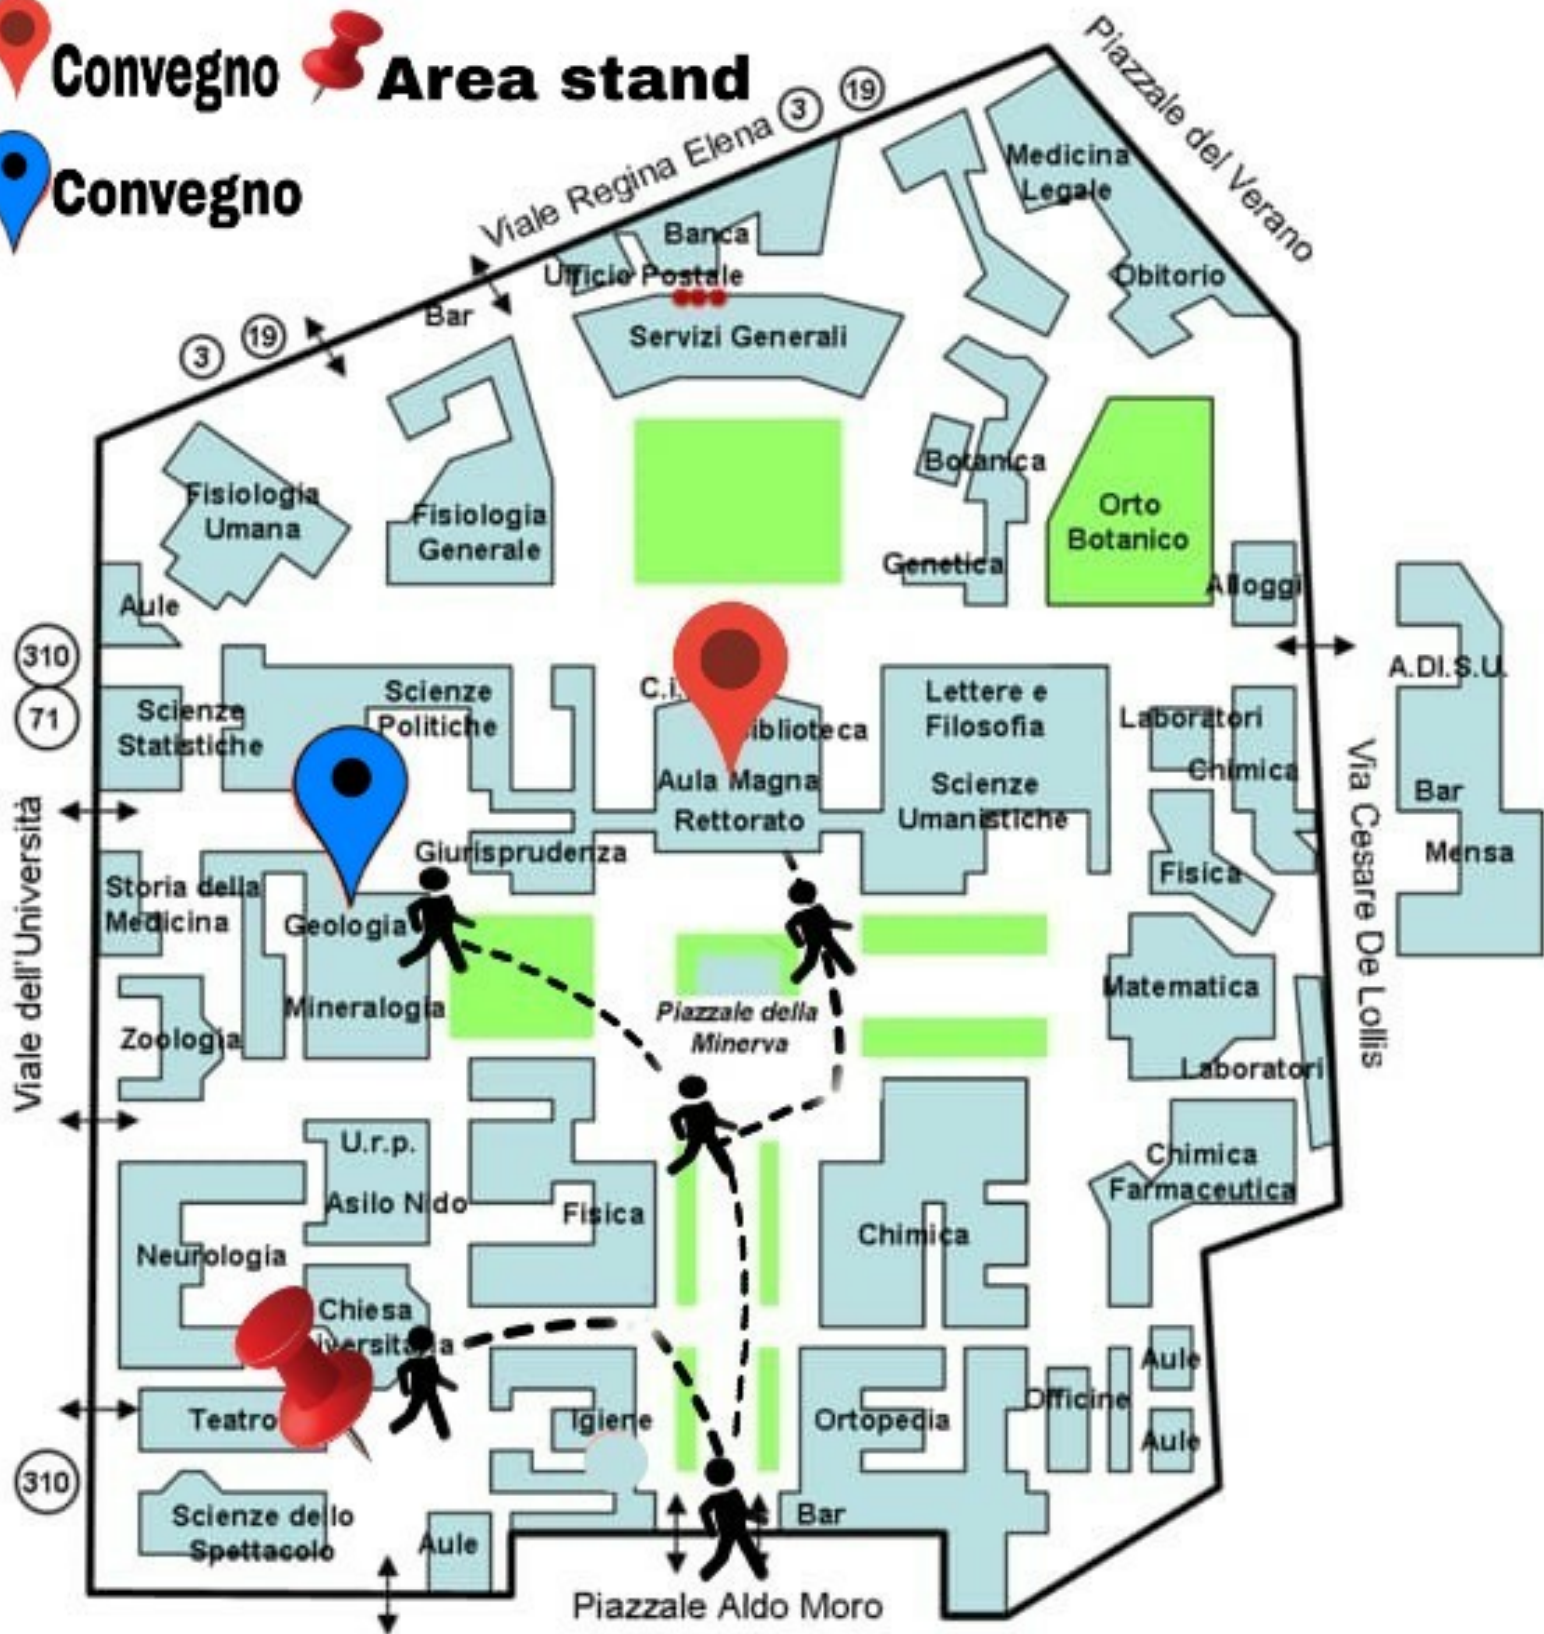 Convegno
Area stand
Convegno
Piazzale del Verano
3
19
Viale Regina Elena
Medicina
Legale
Banca
Ufficio Postale
Obitorio
Bar
Servizi Generali
3
19
Botanica
Fisiologia
Umana
Fisiologia
Generale
Orto
Botanico
Genetica
Alloggi
Aule
310
71
A.DI.S.U.
C.i.
Scienze
Politiche
Lettere e
Filosofia
Scienze
Statistiche
Laboratori
Biblioteca
Chimica
Aula Magna
Scienze
Umanistiche
Bar
Rettorato
Giurisprudenza
Mensa
Viale dell'Università
Via Cesare De Lollis
Storia della
Medicina
Fisica
Geologia
Matematica
Mineralogia
Piazzale della
Minerva
Zoologia
Laboratori
U.r.p.
Chimica
Farmaceutica
Asilo Nido
Fisica
Chimica
Neurologia
Chiesa
iversitaria
Aule
Officine
Teatro
Igiene
Ortopedia
Aule
310
Scienze dello
Spettacolo
Aule
Bar
Piazzale Aldo Moro